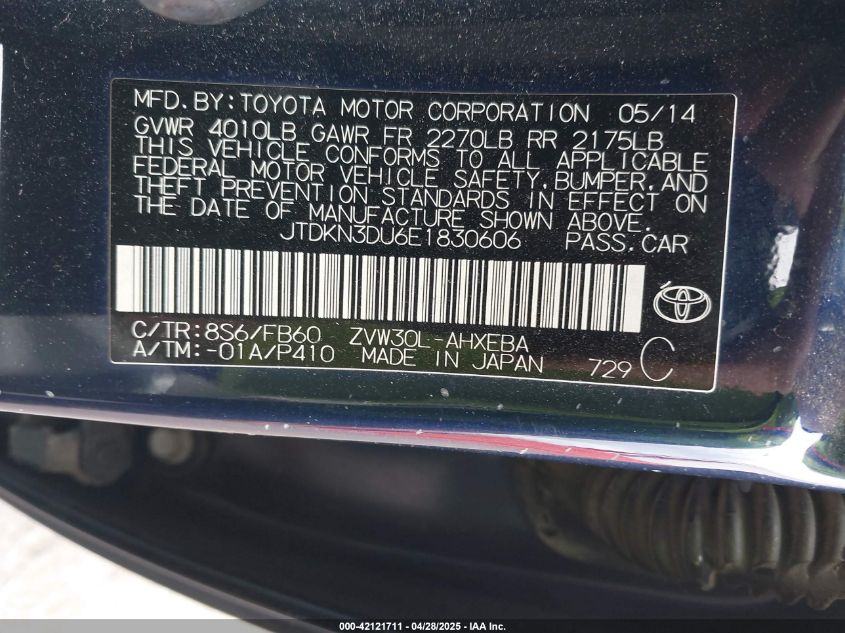 MFD.BY:TOYOTA MOTOR CORPORATION 05/14
GVWR 4010LB GAWR FR 2270LB RR 2175LB
THIS VEHICLE CONFORMS TO ALL APPLICABLE
FEDERAL MOTOR VEHICLE SAFETY,BUMPER,AND
THEFT PREVENTION STANDARDS IN EFFECT ON
THE DATE OF MANUFACTURE SHOWN ABOVE.
JTDKN3DU6E1830606 PASS.CAR
C/TR:8S6/FB60 ZVW30L-AHXEBA
A/TM:-01A/P410 MADE IN JAPAN 729 C
000-42121711 - 04/28/2025 - IAA Inc.